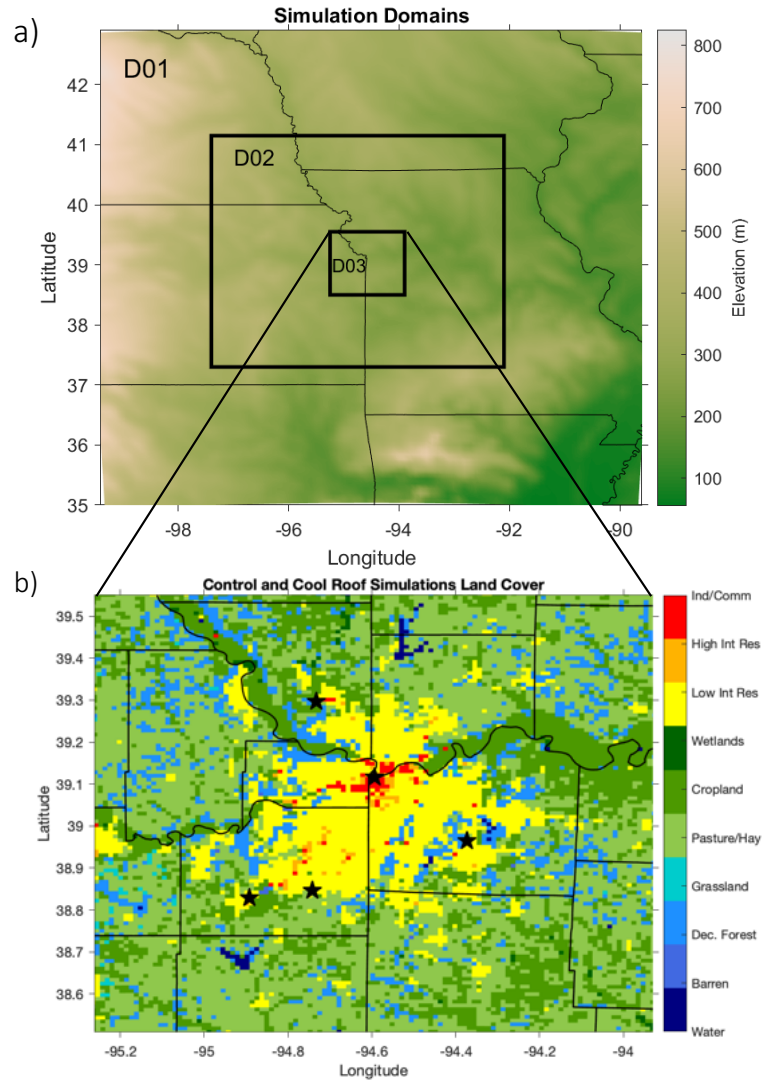 a)
Simulation Domains
D01
D02
D03
42
41
40
39
38
37
36
35
Latitude
-98
-96
-94
-92
-90
Longitude
800
700
600
500
400
300
200
100
Elevation (m)
b)
Control and Cool Roof Simulations Land Cover
39.5
39.4
39.3
39.2
39.1
39
38.9
38.8
38.7
38.6
Latitude
-95.2
-95
-94.8
-94.6
-94.4
-94.2
-94
Longitude
Ind/Comm
High Int Res
Low Int Res
Wetlands
Cropland
Pasture/Hay
Grassland
Dec. Forest
Barren
Water